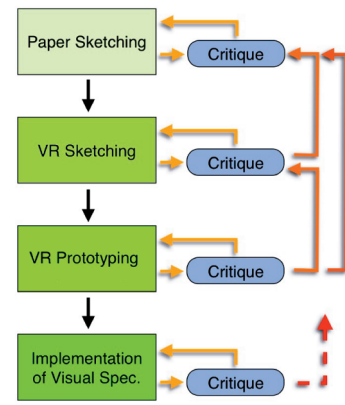 Paper Sketching
Critique
VR Sketching
Critique
VR Prototyping
Critique
Implementation
of Visual Spec.
Critique